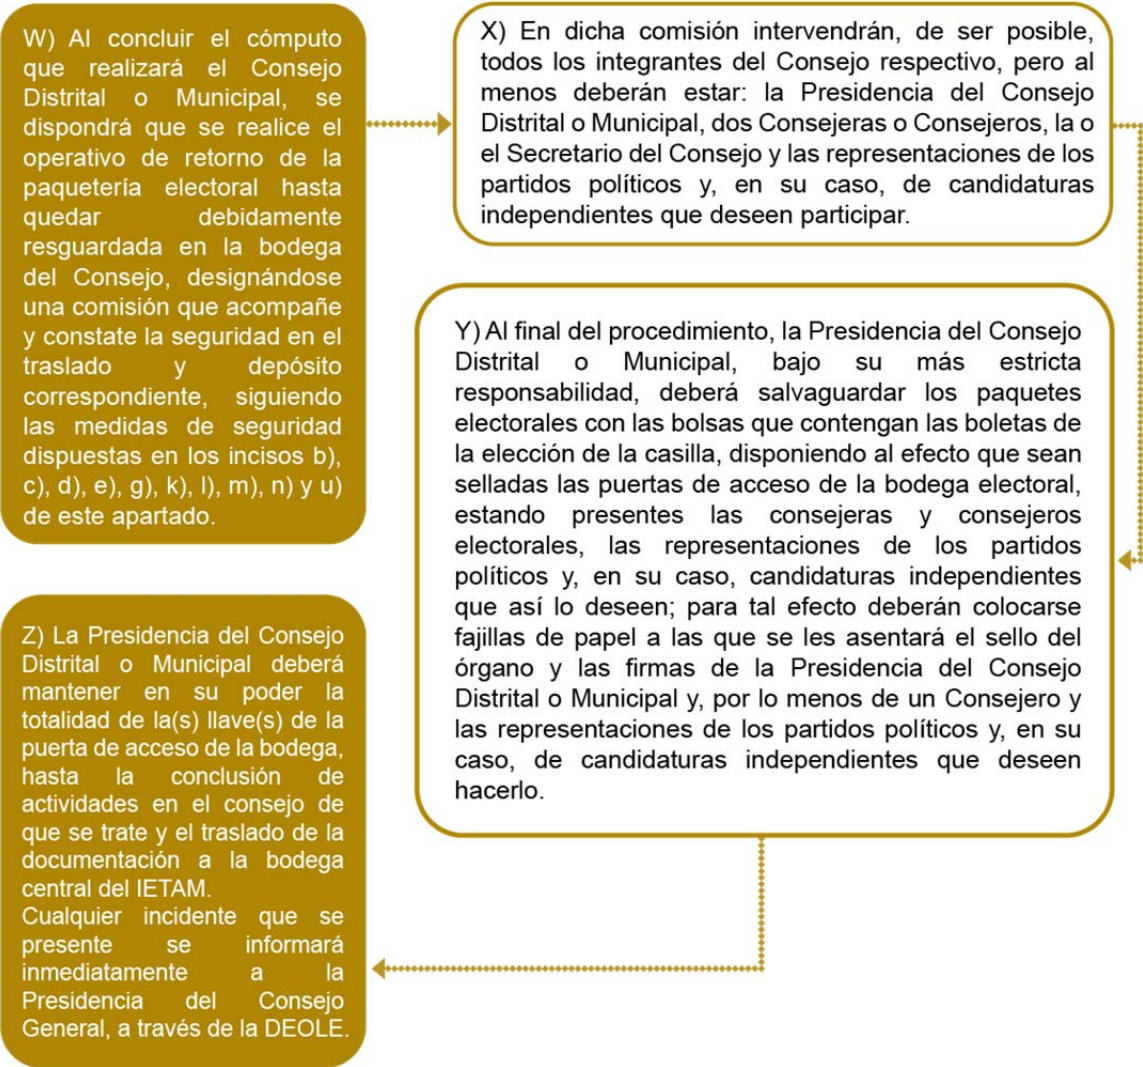 W) Al concluir el cómputo
que realizará el Consejo
Distrital o Municipal, se
dispondrá que se realice el
operativo de retorno de la
paquetería electoral hasta
quedar debidamente
resguardada en la bodega
del Consejo, designándose
una comisión que acompañe
y constate la seguridad en el
traslado y depósito
correspondiente, siguiendo
las medidas de seguridad
dispuestas en los incisos b),
c), d), e), g), k), l), m), n) y u)
de este apartado.
X) En dicha comisión intervendrán, de ser posible,
todos los integrantes del Consejo respectivo, pero al
menos deberán estar: la Presidencia del Consejo
Distrital o Municipal, dos Consejeras o Consejeros, la o
el Secretario del Consejo y las representaciones de los
partidos políticos y, en su caso, de candidaturas
independientes que deseen participar.
Y) Al final del procedimiento, la Presidencia del Consejo
Distrital o Municipal, bajo su más estricta
responsabilidad, deberá salvaguardar los paquetes
electorales con las bolsas que contengan las boletas de
la elección de la casilla, disponiendo al efecto que sean
selladas las puertas de acceso de la bodega electoral,
estando presentes las consejeras y consejeros
electorales, las representaciones de los partidos
políticos y, en su caso, candidaturas independientes
que así lo deseen; para tal efecto deberán colocarse
fajillas de papel a las que se les asentará el sello del
órgano y las firmas de la Presidencia del Consejo
Distrital o Municipal y, por lo menos de un Consejero y
las representaciones de los partidos políticos y, en su
caso, de candidaturas independientes que deseen
hacerlo.
Z) La Presidencia del Consejo
Distrital o Municipal deberá
mantener en su poder la
totalidad de la(s) llave(s) de la
puerta de acceso de la bodega,
hasta la conclusión de
actividades en el consejo de
que se trate y el traslado de la
documentación a la bodega
central del IETAM.
Cualquier incidente que se
presente se informará
inmediatamente a la
Presidencia del Consejo
General, a través de la DEOLE.